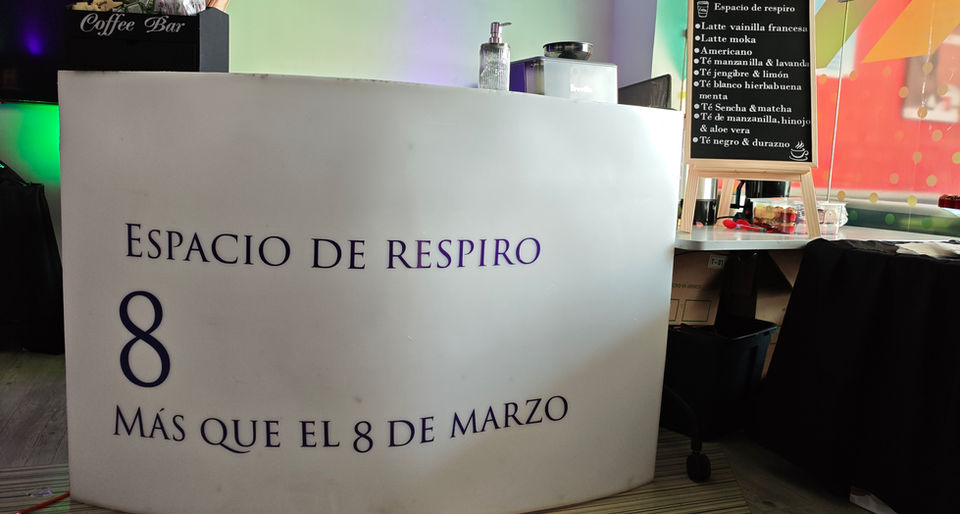 Coffee Bar
Espacio de respiro
Latte vainilla francesa
Latte moka
Americano
Té manzanilla & lavanda
Té jengibre & limón
Té blanco hierbabuena
menta
Té Sencha & matcha
Té de manzanilla, hinojo
& aloe vera
Té negro & durazno
Breville
ESPACIO DE RESPIRO
8
MÁS QUE EL 8 DE MARZO